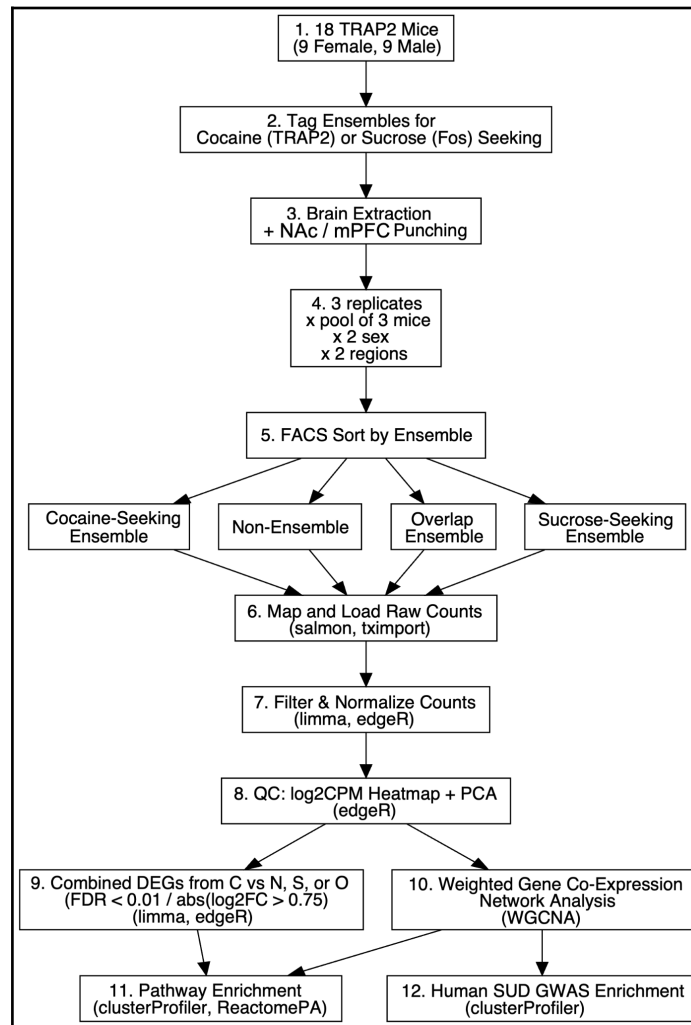 1. 18 TRAP2 Mice
(9 Female, 9 Male)
2. Tag Ensembles for
Cocaine (TRAP2) or Sucrose (Fos) Seeking
3. Brain Extraction
+ NAc / mPFC Punching
4. 3 replicates
x pool of 3 mice
x 2 sex
x 2 regions
5. FACS Sort by Ensemble
Cocaine-Seeking
Ensemble
Non-Ensemble
Overlap
Ensemble
Sucrose-Seeking
Ensemble
6. Map and Load Raw Counts
(salmon, tximport)
7. Filter & Normalize Counts
(limma, edgeR)
8. QC: log2CPM Heatmap + PCA
(edgeR)
9. Combined DEGs from C vs N, S, or O
(FDR < 0.01 / abs(log2FC > 0.75)
(limma, edgeR)
10. Weighted Gene Co-Expression
Network Analysis
(WGCNA)
11. Pathway Enrichment
(clusterProfiler, ReactomePA)
12. Human SUD GWAS Enrichment
(clusterProfiler)